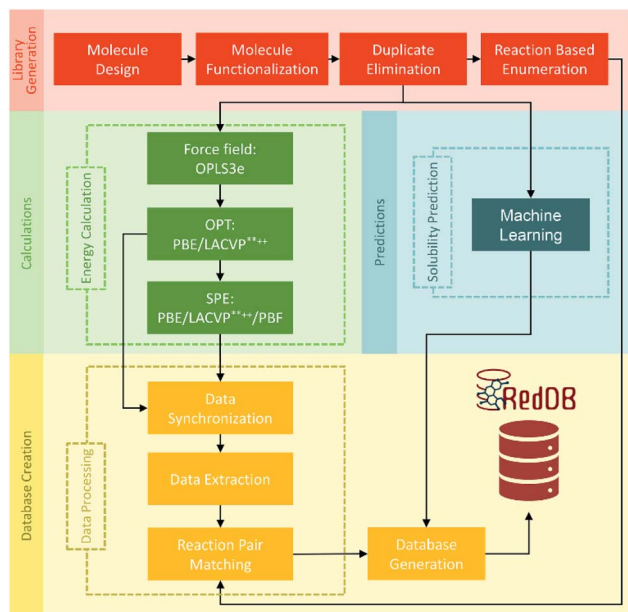 Library
Generation
Molecule
Design
Molecule
Functionalization
Duplicate
Elimination
Reaction Based
Enumeration
Calculations
Energy Calculation
Force field:
OPLS3e
OPT:
PBE/LACVP**++
SPE:
PBE/LACVP**++/PBF
Predictions
Solubility Prediction
Machine
Learning
Database Creation
Data Processing
Data
Synchronization
Data Extraction
Reaction Pair
Matching
Database
Generation
RedDB